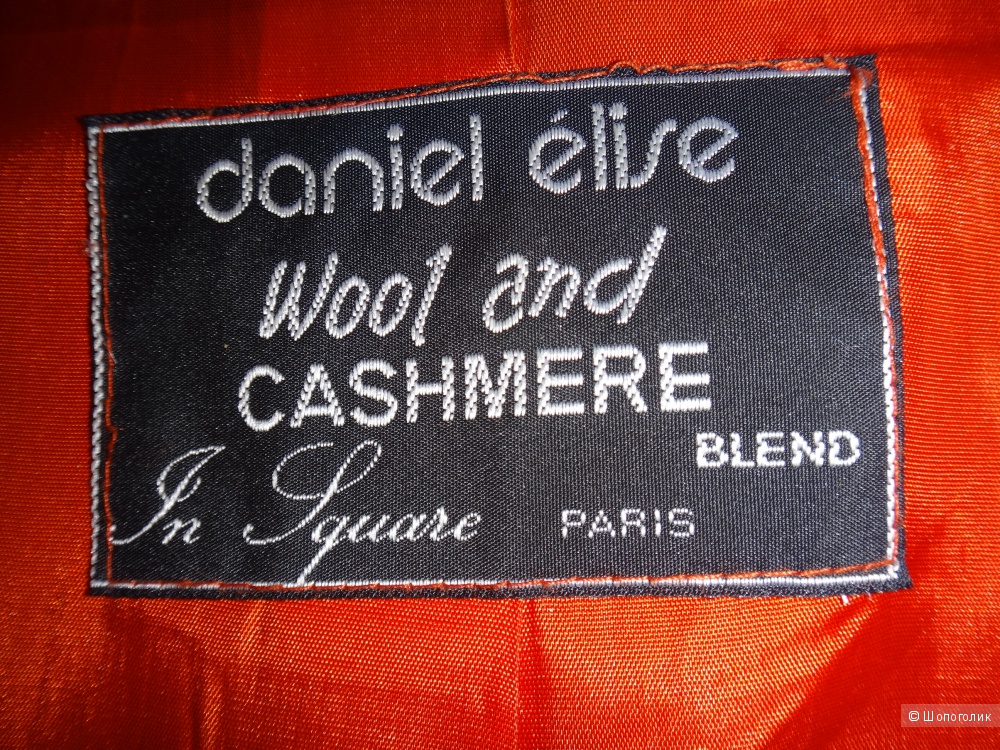 daniel élise
Wool and
CASHMERE
BLEND
In Square PARIS
© Шопоголик